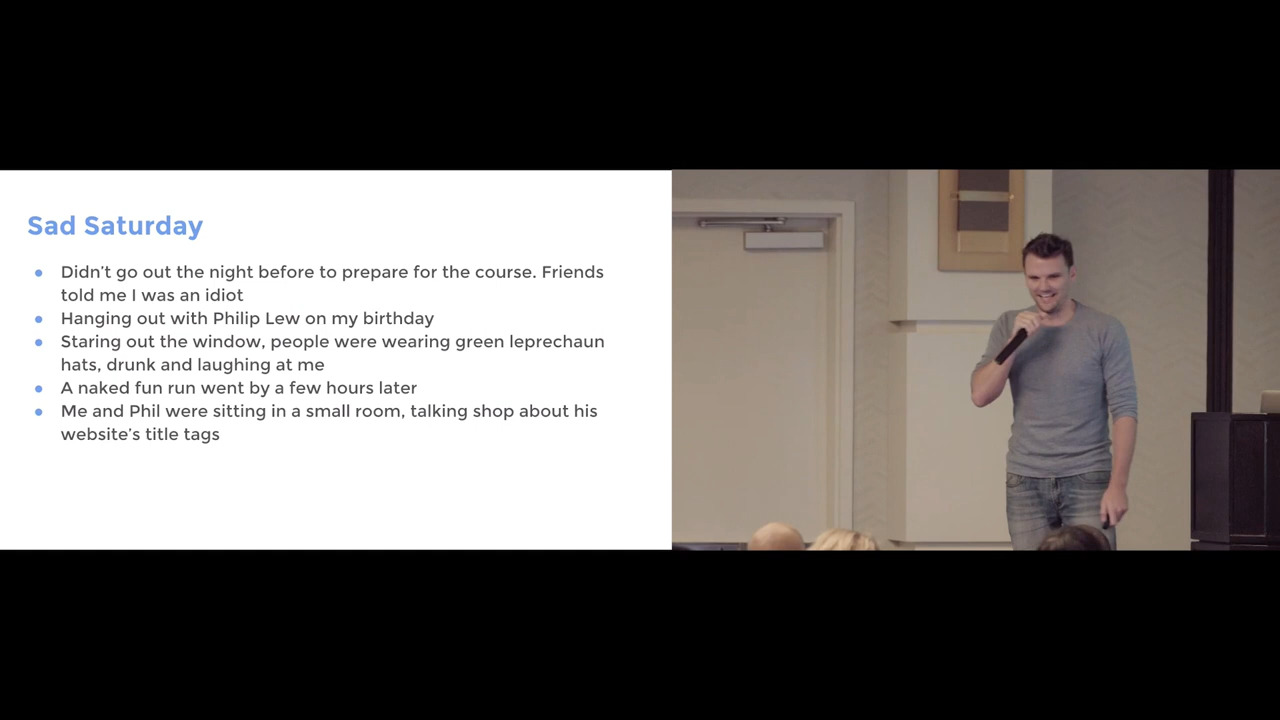 Sad Saturday
● Didn’t go out the night before to prepare for the course. Friends
told me I was an idiot
● Hanging out with Philip Lew on my birthday
● Staring out the window, people were wearing green leprechaun
hats, drunk and laughing at me
● A naked fun run went by a few hours later
● Me and Phil were sitting in a small room, talking shop about his
website’s title tags